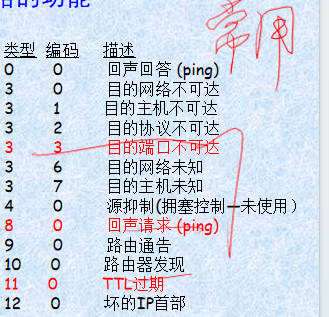 的功能
常用
类型 编码 描述
0 0 回声回答 (ping)
3 0 目的网络不可达
3 1 目的主机不可达
3 2 目的协议不可达
3 3 目的端口不可达
3 6 目的网络未知
3 7 目的主机未知
4 0 源抑制(拥塞控制—未使用)
8 0 回声请求 (ping)
9 0 路由通告
10 0 路由器发现
11 0 TTL过期
12 0 坏的IP首部